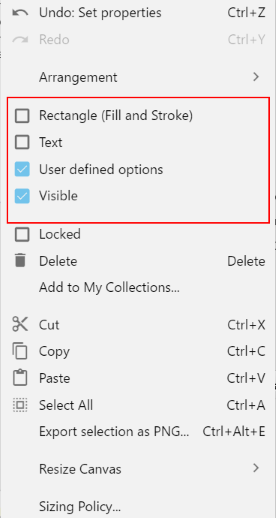 Undo: Set properties Ctrl+Z
Redo Ctrl+Y
Arrangement
Rectangle (Fill and Stroke)
Text
User defined options
Visible
Locked
Delete Delete
Add to My Collections...
Cut Ctrl+X
Copy Ctrl+C
Paste Ctrl+V
Select All Ctrl+A
Export selection as PNG... Ctrl+Alt+E
Resize Canvas
Sizing Policy...